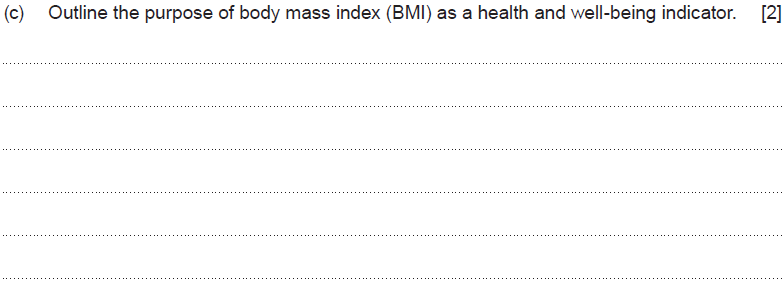 (c) Outline the purpose of body mass index (BMI) as a health and well-being indicator. [2]